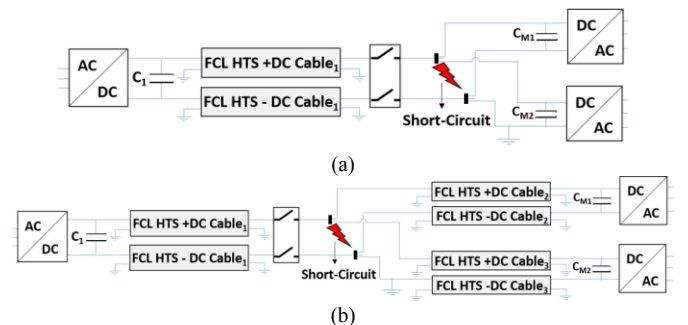 AC
DC
C1
FCL HTS +DC Cable1
FCL HTS - DC Cable1
Short-Circuit
CM1
DC
AC
CM2
DC
AC
(a)
AC
DC
C1
FCL HTS +DC Cable1
FCL HTS - DC Cable1
Short-Circuit
FCL HTS +DC Cable2
FCL HTS -DC Cable2
CM1
DC
AC
FCL HTS +DC Cable3
FCL HTS -DC Cable3
CM2
DC
AC
(b)